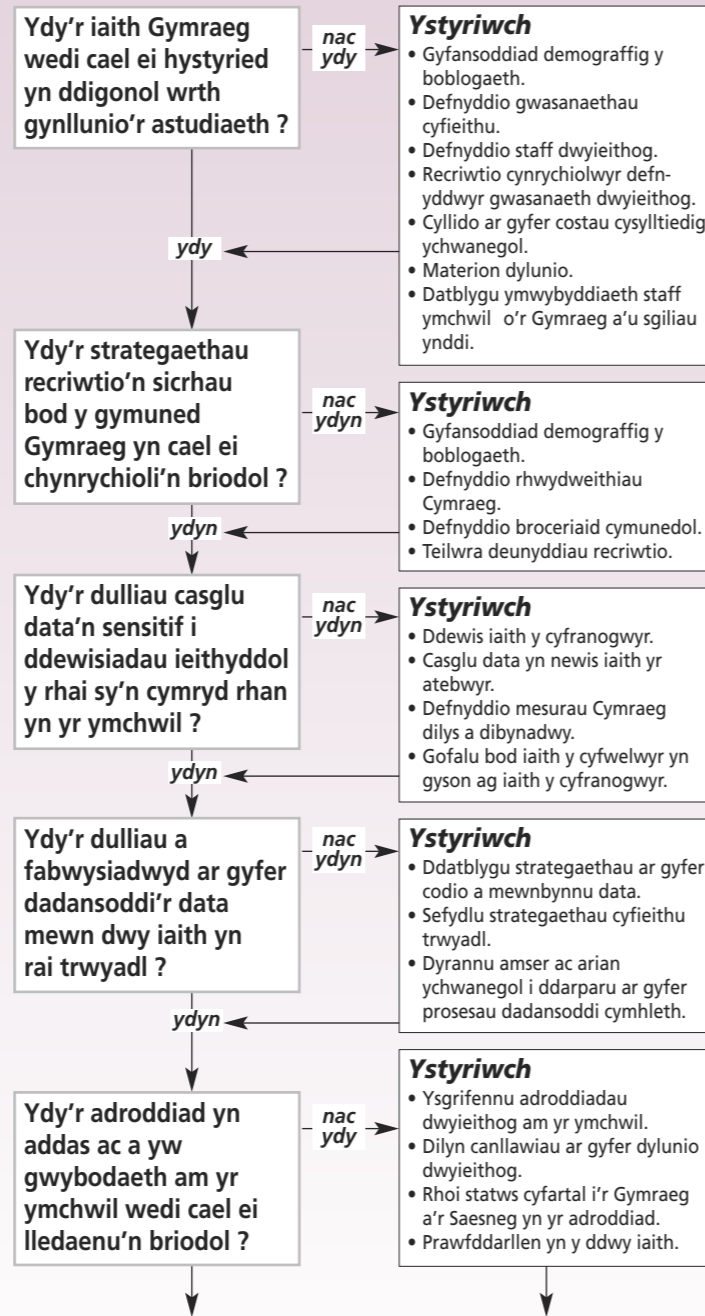 Ydy'r iaith Gymraeg
wedi cael ei hystyried
yn ddigonol wrth
gynllunio'r astudiaeth ?
nac
ydy
Ystyriwch
• Gyfansoddiad demograffig y
boblogaeth.
• Defnyddio gwasanaethau
cyfieithu.
• Defnyddio staff dwyieithog.
• Recriwtio cynrychiolwyr defn-
yddwyr gwasanaeth dwyieithog.
• Cyllido ar gyfer costau cysylltiedig
ychwanegol.
• Materion dylunio.
• Datblygu ymwybyddiaeth staff
ymchwil o'r Gymraeg a'u sgiliau
ynddi.
ydy
Ydy'r strategaethau
recriwtio'n sicrhau
bod y gymuned
Gymraeg yn cael ei
chynrychioli'n briodol ?
nac
ydyn
Ystyriwch
• Gyfansoddiad demograffig y
boblogaeth.
• Defnyddio rhwydweithiau
Cymraeg.
• Defnyddio broceriaid cymunedol.
• Teilwra deunyddiau recriwtio.
ydyn
Ydy'r dulliau casglu
data'n sensitif i
ddewisiadau ieithyddol
y rhai sy'n cymryd rhan
yn yr ymchwil ?
nac
ydyn
Ystyriwch
• Ddewis iaith y cyfranogwyr.
• Casglu data yn newis iaith yr
atebwyr.
• Defnyddio mesurau Cymraeg
dilys a dibynadwy.
• Gofalu bod iaith y cyfwelwyr yn
gyson ag iaith y cyfranogwyr.
ydyn
Ydy'r dulliau a
fabwysiadwyd ar gyfer
dadansoddi'r data
mewn dwy iaith yn
rai trwyadl ?
nac
ydyn
Ystyriwch
• Ddatblygu strategaethau ar gyfer
codio a mewnbynnu data.
• Sefydlu strategaethau cyfieithu
trwyadl.
• Dyrannu amser ac arian
ychwanegol i ddarparu ar gyfer
prosesau dadansoddi cymhleth.
ydyn
Ydy'r adroddiad yn
addas ac a yw
gwybodaeth am yr
ymchwil wedi cael ei
lledaenu'n briodol ?
nac
ydy
Ystyriwch
• Ysgrifennu adroddiadau
dwyieithog am yr ymchwil.
• Dilyn canllawiau ar gyfer dylunio
dwyieithog.
• Rhoi statws cyfartal i'r Gymraeg
a'r Saesneg yn yr adroddiad.
• Prawfddarllen yn y ddwy iaith.